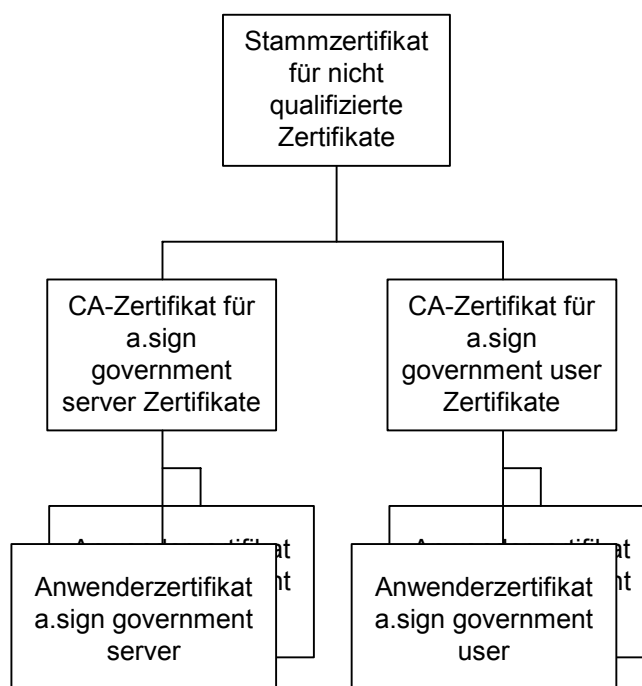 Stammzertifikat
für nicht
qualifizierte
Zertifikate
CA-Zertifikat für
a.sign
government
server Zertifikate
CA-Zertifikat für
a.sign
government user
Zertifikate
Anwenderzertifikat
a.sign government
server
Anwenderzertifikat
a.sign government
user